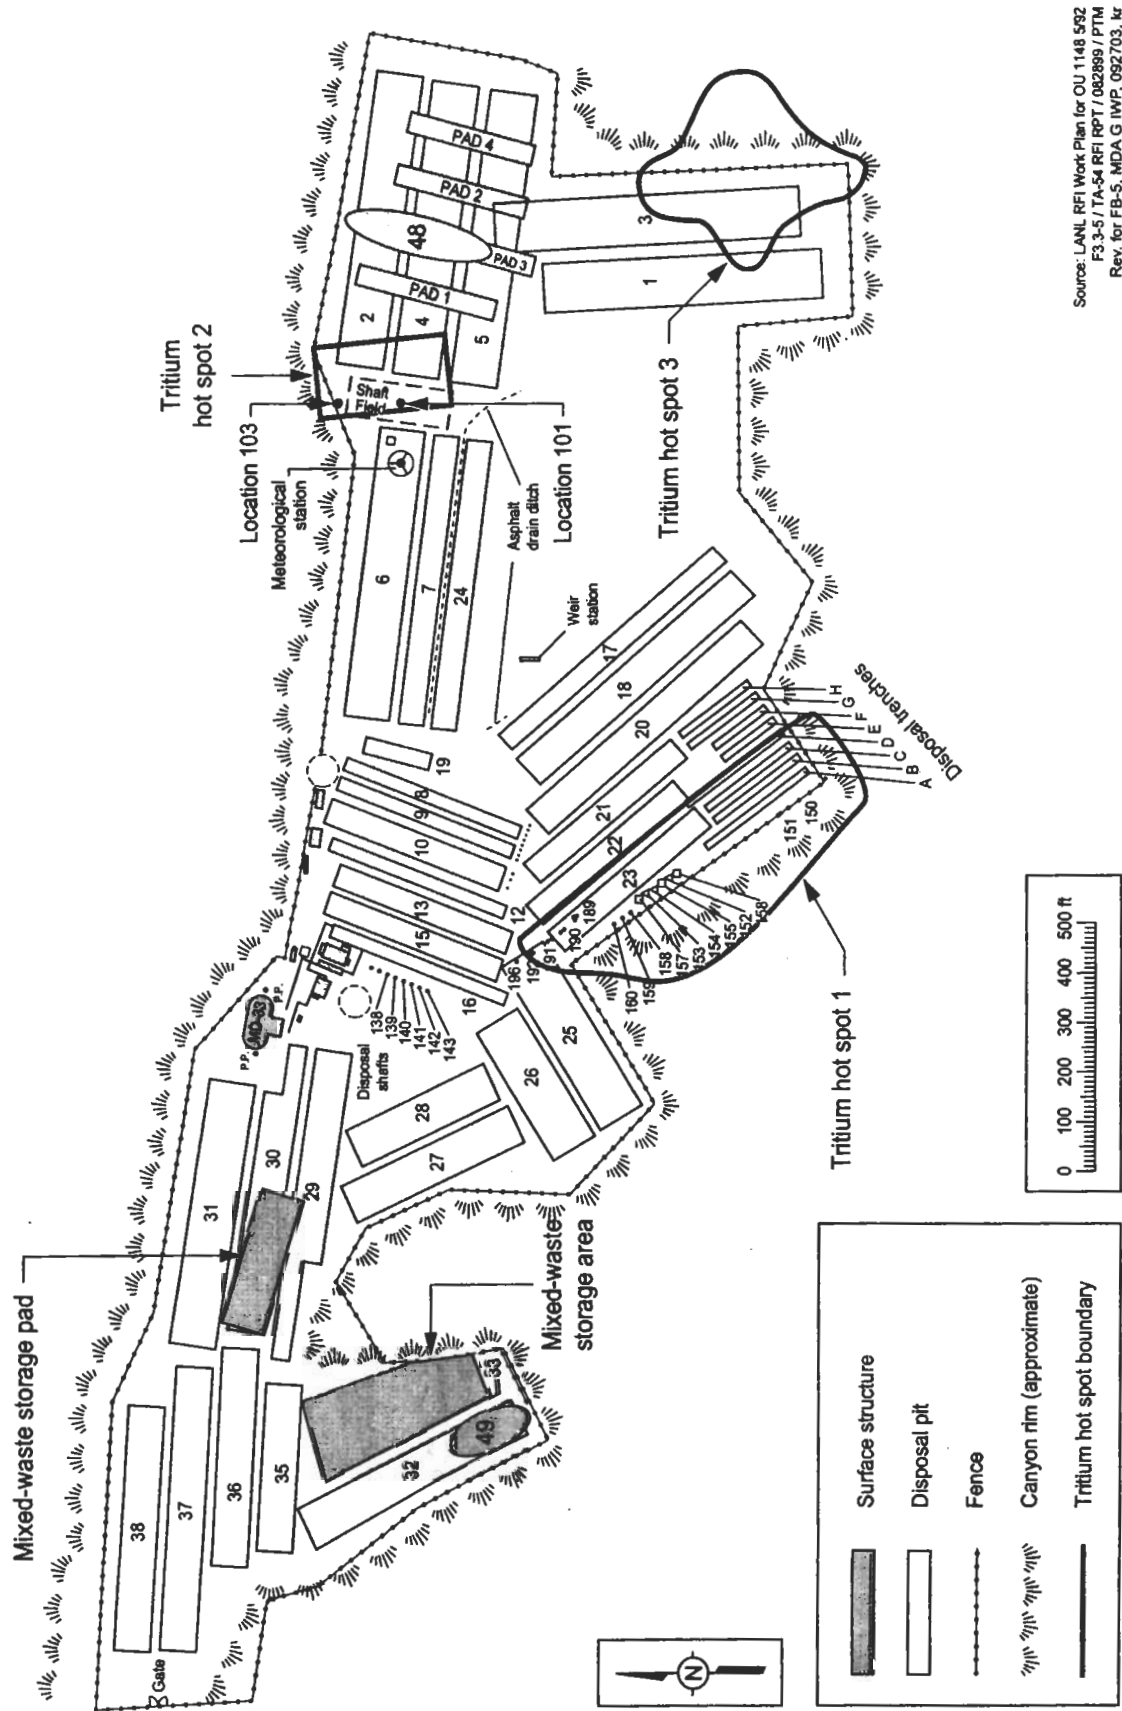 Mixed-waste storage pad
Tritium
hot spot 2
Location 103
Meteorological
station
Shaft
Field
Location 101
Asphalt
drain ditch
Weir
station
Gate
38
37
36
35
31
30
29
32
33
49
Mixed-waste
storage area
MD-33
P.P.
P.P.
28
27
26
25
Disposal
shafts
138
139
140
141
142
143
16
15
13
12
10
9
8
19
6
7
24
2
4
5
PAD 1
48
PAD 3
PAD 2
PAD 4
1
3
Tritium hot spot 3
17
18
20
21
22
23
196
192
191
190
189
160
159
158
157
153
154
155
152
158
151
150
H
G
F
E
D
C
B
A
Disposal trenches
Tritium hot spot 1
N
Surface structure
Disposal pit
Fence
Canyon rim (approximate)
Tritium hot spot boundary
0 100 200 300 400 500 ft
Source: LANL RFI Work Plan for OU 1148 5/92
F3.3-5 / TA-54 RFI RPT / 082899 / PTM
Rev. for FB-5, MDA G IWP, 092703, kr